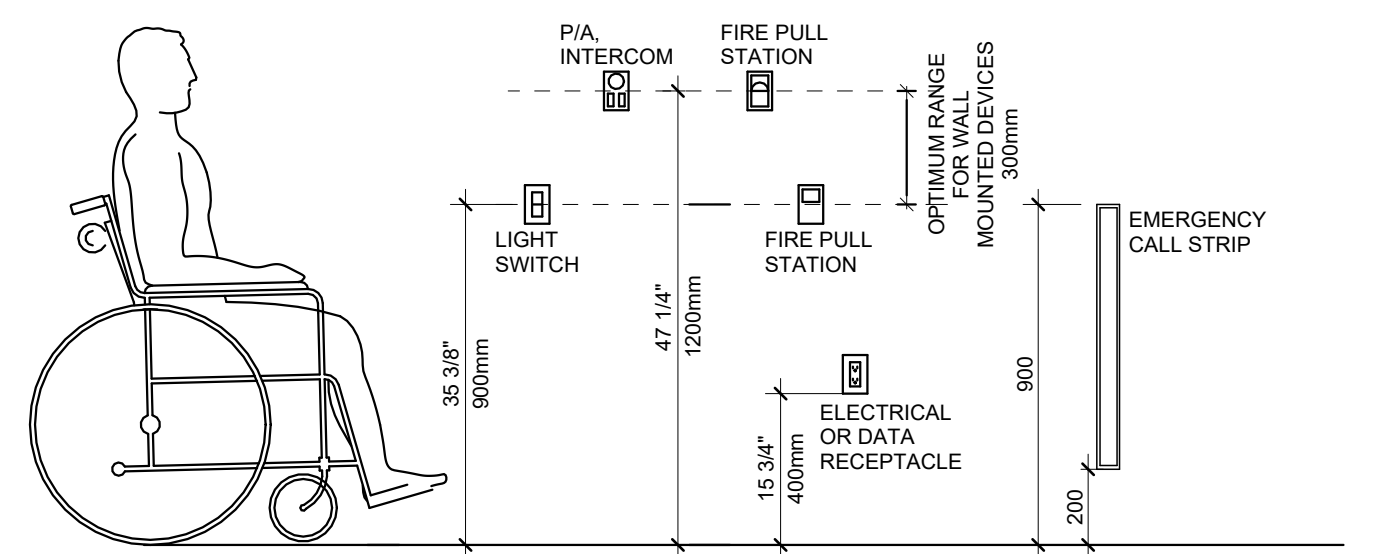 P/A,
INTERCOM
FIRE PULL
STATION
OPTIMUM RANGE
FOR WALL
MOUNTED DEVICES
300mm
LIGHT
SWITCH
FIRE PULL
STATION
EMERGENCY
CALL STRIP
35 3/8"
900mm
47 1/4"
1200mm
15 3/4"
400mm
ELECTRICAL
OR DATA
RECEPTACLE
900
200